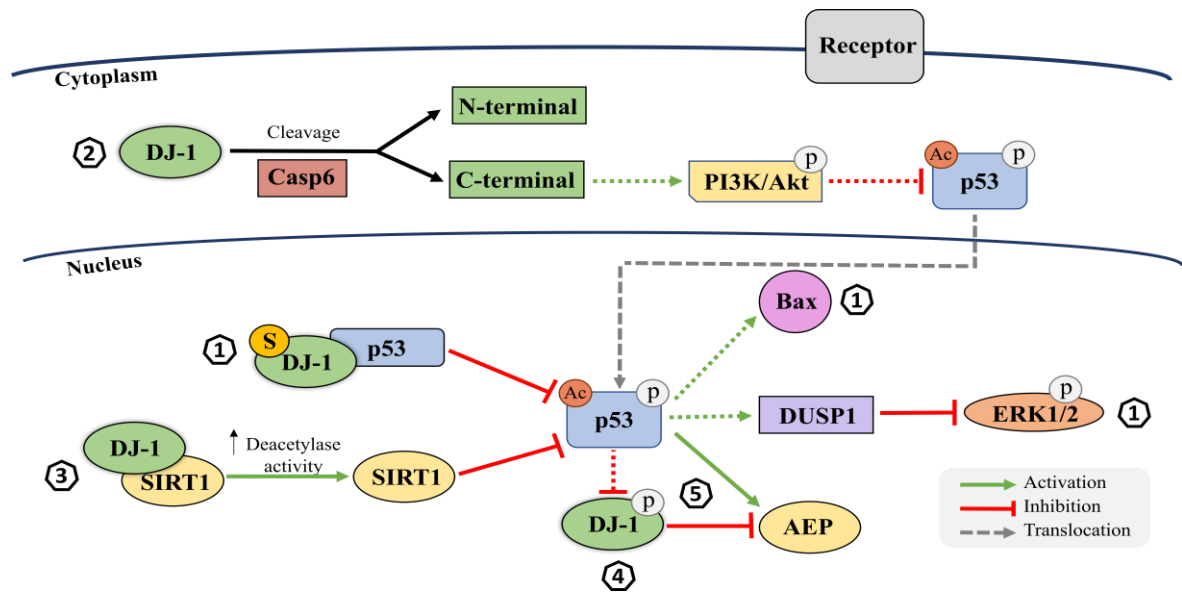 Receptor
Cytoplasm
N-terminal
2
DJ-1
Cleavage
Casp6
C-terminal
p
PI3K/Akt
Ac
p
p53
Nucleus
Bax
1
1
S
DJ-1
p53
Ac
p
p53
DUSP1
p
ERK1/2
1
3
DJ-1
SIRT1
Deacetylase
activity
SIRT1
5
p
DJ-1
AEP
4
Activation
Inhibition
Translocation